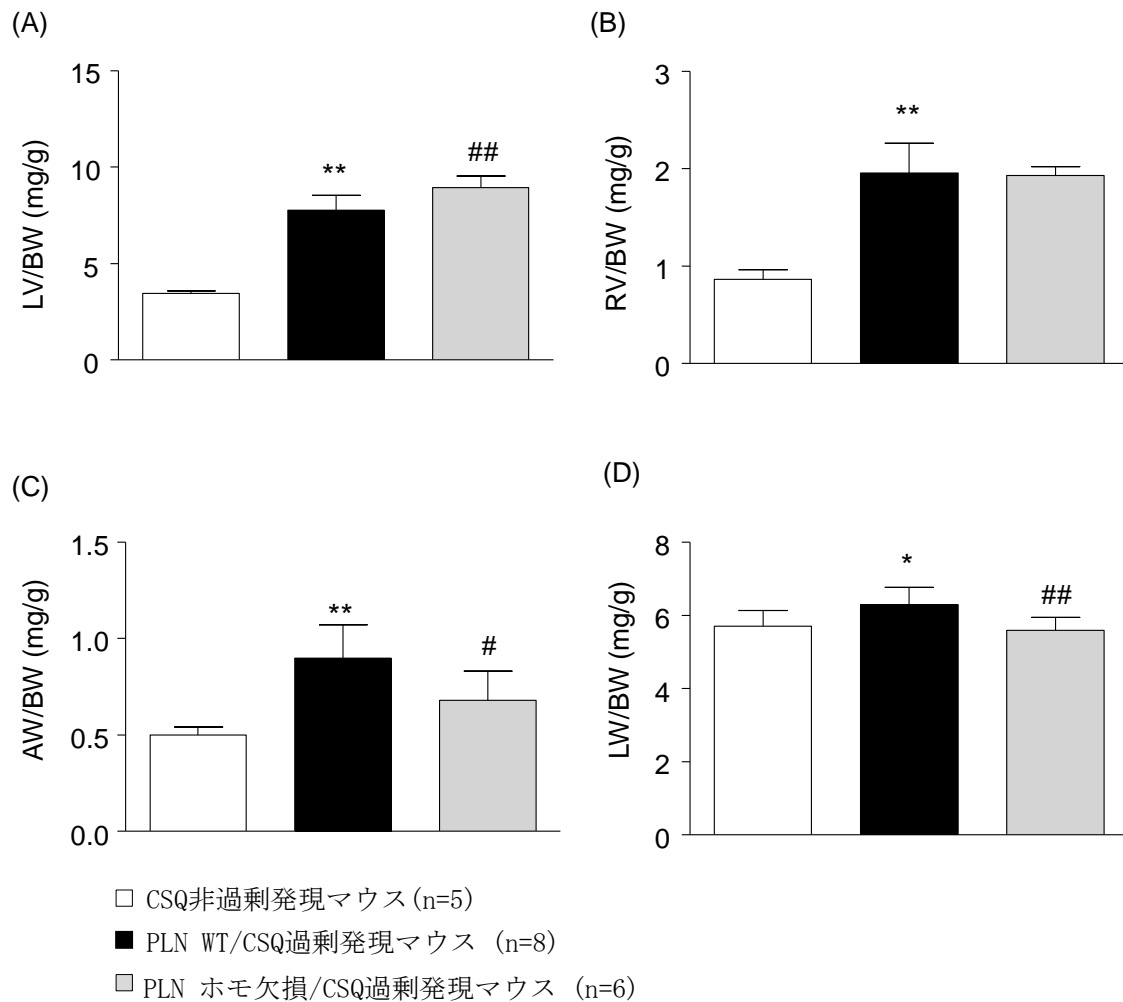 (A)
LV/BW (mg/g)
15
10
5
0
**
##
(B)
RV/BW (mg/g)
3
2
1
0
**
(C)
AW/BW (mg/g)
1.5
1.0
0.5
0.0
**
#
(D)
LW/BW (mg/g)
8
6
4
2
0
*
##
CSQ非過剰発現マウス(n=5)
PLN WT/CSQ過剰発現マウス (n=8)
PLN ホモ欠損/CSQ過剰発現マウス (n=6)